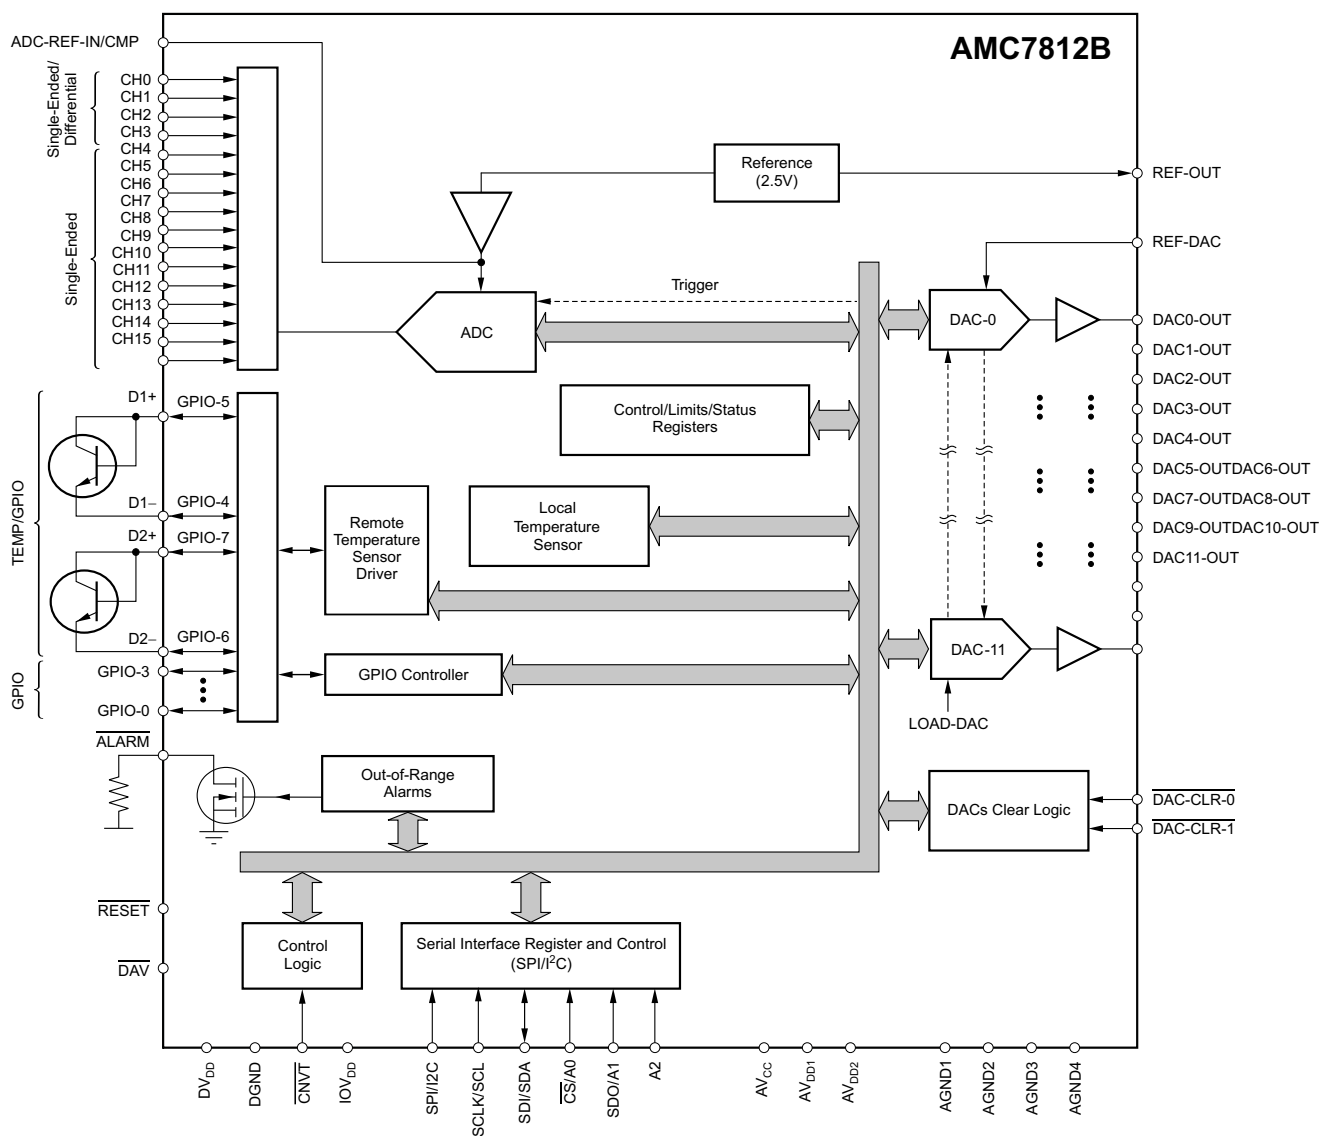 AMC7812B
ADC-REF-IN/CMP
Single-Ended/
Differential
CH0
CH1
CH2
CH3
Single-Ended
CH4
CH5
CH6
CH7
CH8
CH9
CH10
CH11
CH12
CH13
CH14
CH15
Reference
(2.5V)
REF-OUT
REF-DAC
Trigger
ADC
DAC-0
DAC0-OUT
DAC1-OUT
DAC2-OUT
DAC3-OUT
DAC4-OUT
DAC5-OUTDAC6-OUT
DAC7-OUTDAC8-OUT
DAC9-OUTDAC10-OUT
DAC11-OUT
Control/Limits/Status
Registers
TEMP/GPIO
D1+
GPIO-5
D1−
GPIO-4
D2+
GPIO-7
D2−
GPIO-6
Remote
Temperature
Sensor
Driver
Local
Temperature
Sensor
GPIO
GPIO-3
GPIO-0
GPIO Controller
DAC-11
LOAD-DAC
ALARM
Out-of-Range
Alarms
DACs Clear Logic
DAC-CLR-0
DAC-CLR-1
RESET
DAV
Control
Logic
Serial Interface Register and Control
(SPI/I²C)
DVDD
DGND
CNVT
IOVDD
SPI/I2C
SCLK/SCL
SDI/SDA
CS/A0
SDO/A1
A2
AVCC
AVDD1
AVDD2
AGND1
AGND2
AGND3
AGND4